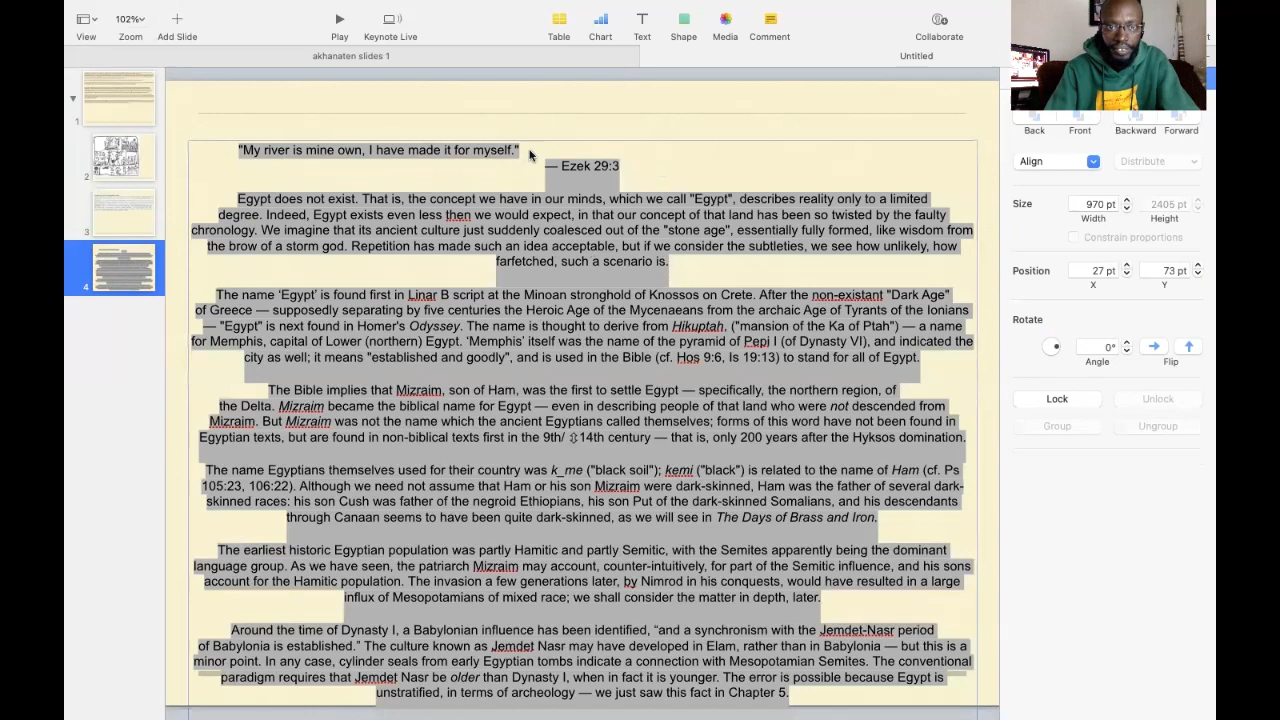 View
102%
Zoom
Add Slide
Play
Keynote Live
Table
Chart
Text
Shape
Media
Comment
Collaborate
akhanaten slides 1
Untitled
1
2
3
4
"My river is mine own, I have made it for myself."
— Ezek 29:3
Egypt does not exist. That is, the concept we have in our minds, which we call "Egypt", describes reality only to a limited
degree. Indeed, Egypt exists even less then we would expect, in that our concept of that land has been so twisted by the faulty
chronology. We imagine that its ancient culture just suddenly coalesced out of the "stone age", essentially fully formed, like wisdom from
the brow of a storm god. Repetition has made such an idea acceptable, but if we consider the subtleties, we see how unlikely, how
farfetched, such a scenario is.
The name 'Egypt' is found first in Linar B script at the Minoan stronghold of Knossos on Crete. After the non-existant "Dark Age"
of Greece — supposedly separating by five centuries the Heroic Age of the Mycenaeans from the archaic Age of Tyrants of the Ionians
— "Egypt" is next found in Homer's Odyssey. The name is thought to derive from Hikuptah, ("mansion of the Ka of Ptah") — a name
for Memphis, capital of Lower (northern) Egypt. 'Memphis' itself was the name of the pyramid of Pepi I (of Dynasty VI), and indicated the
city as well; it means "established and goodly", and is used in the Bible (cf. Hos 9:6, Is 19:13) to stand for all of Egypt.
The Bible implies that Mizraim, son of Ham, was the first to settle Egypt — specifically, the northern region, of
the Delta. Mizraim became the biblical name for Egypt — even in describing people of that land who were not descended from
Mizraim. But Mizraim was not the name which the ancient Egyptians called themselves; forms of this word have not been found in
Egyptian texts, but are found in non-biblical texts first in the 9th/ ⇳14th century — that is, only 200 years after the Hyksos domination.
The name Egyptians themselves used for their country was k_me ("black soil"); kemi ("black") is related to the name of Ham (cf. Ps
105:23, 106:22). Although we need not assume that Ham or his son Mizraim were dark-skinned, Ham was the father of several dark-
skinned races: his son Cush was father of the negroid Ethiopians, his son Put of the dark-skinned Somalians, and his descendants
through Canaan seems to have been quite dark-skinned, as we will see in The Days of Brass and Iron.
The earliest historic Egyptian population was partly Hamitic and partly Semitic, with the Semites apparently being the dominant
language group. As we have seen, the patriarch Mizraim may account, counter-intuitively, for part of the Semitic influence, and his sons
account for the Hamitic population. The invasion a few generations later, by Nimrod in his conquests, would have resulted in a large
influx of Mesopotamians of mixed race; we shall consider the matter in depth, later.
Around the time of Dynasty I, a Babylonian influence has been identified, "and a synchronism with the Jemdet-Nasr period
of Babylonia is established." The culture known as Jemdet Nasr may have developed in Elam, rather than in Babylonia — but this is a
minor point. In any case, cylinder seals from early Egyptian tombs indicate a connection with Mesopotamian Semites. The conventional
paradigm requires that Jemdet Nasr be older than Dynasty I, when in fact it is younger. The error is possible because Egypt is
unstratified, in terms of archeology — we just saw this fact in Chapter 5.
Back
Front
Backward
Forward
Align
Distribute
Size
970 pt
2405 pt
Width
Height
Constrain proportions
Position
27 pt
73 pt
X
Y
Rotate
0°
Angle
Flip
Lock
Unlock
Group
Ungroup